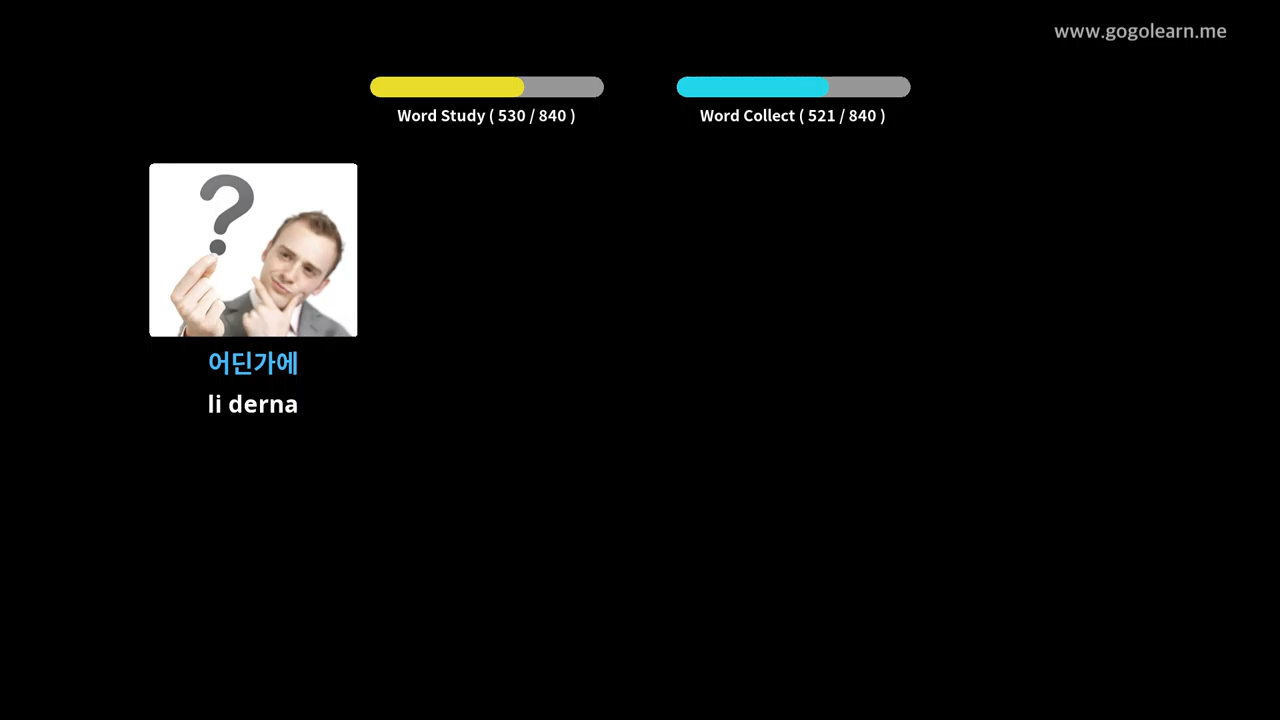 www.gogolearn.me
Word Study ( 530 / 840 )
Word Collect ( 521 / 840 )
?
어딘가에
li derna